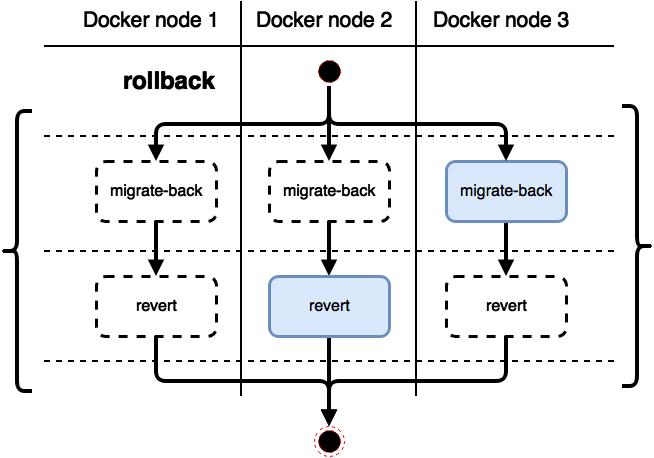 Docker node 1 Docker node 2 Docker node 3
rollback
migrate-back migrate-back migrate-back
revert revert revert